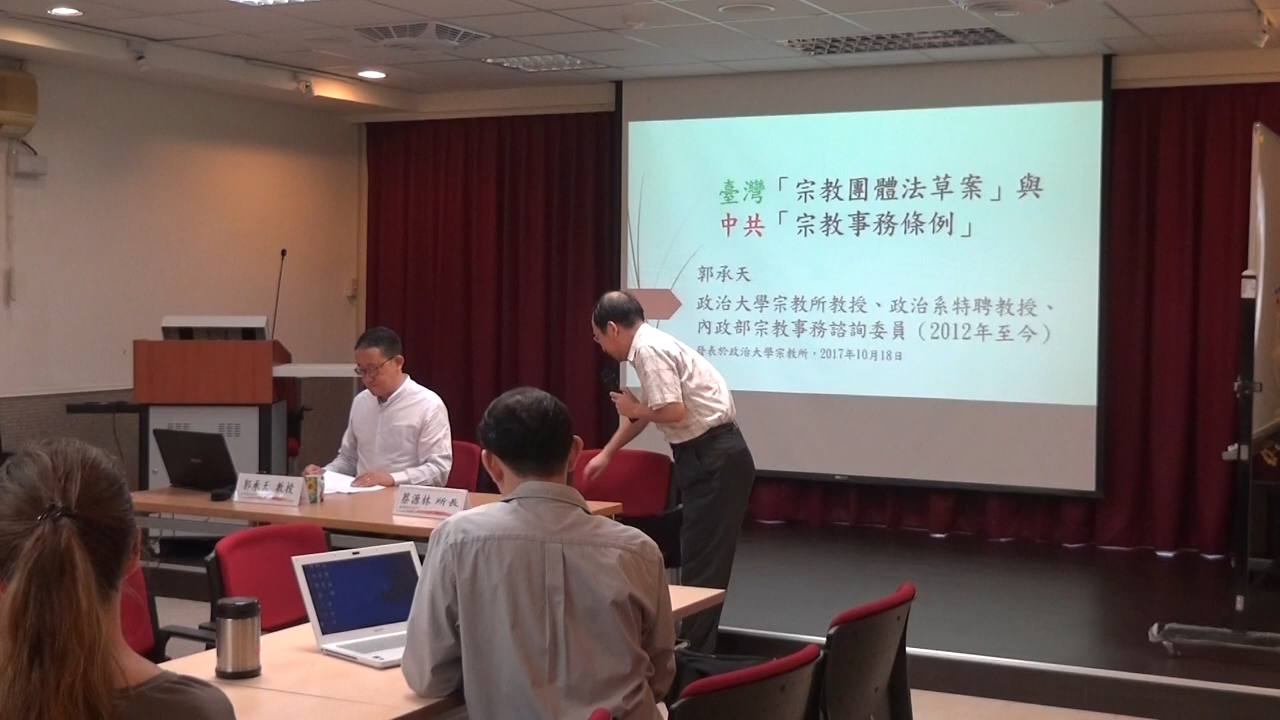 臺灣「宗教團體法草案」與
中共「宗教事務條例」
郭承天
政治大學宗教所教授、政治系特聘教授、
內政部宗教事務諮詢委員（2012年至今）
發表於政治大學宗教所，2017年10月18日
郭承天 教授
蔡源林 所長